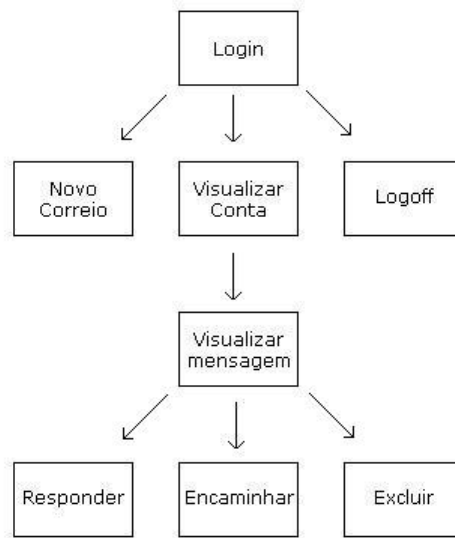 Login
Novo
Correio
Visualizar
Conta
Logoff
Visualizar
mensagem
Responder
Encaminhar
Excluir